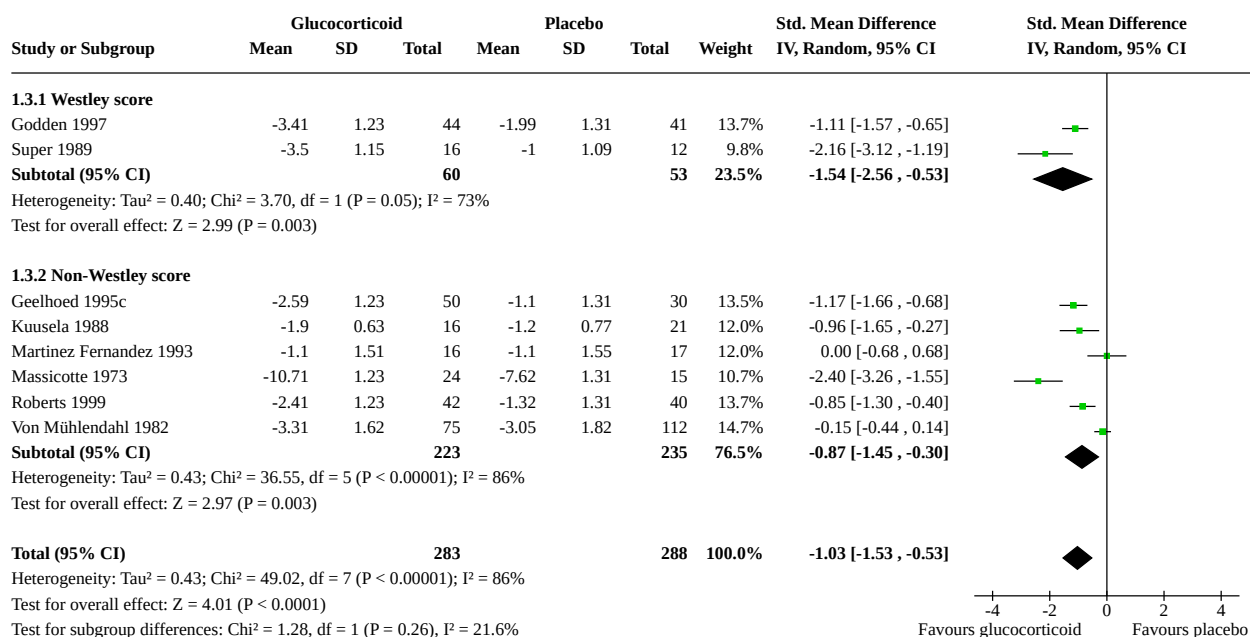 Glucocorticoid Placebo Std. Mean Difference Std. Mean Difference
Study or Subgroup Mean SD Total Mean SD Total Weight IV, Random, 95% CI IV, Random, 95% CI
1.3.1 Westley score
Godden 1997 -3.41 1.23 44 -1.99 1.31 41 13.7% -1.11 [-1.57 , -0.65]
Super 1989 -3.5 1.15 16 -1 1.09 12 9.8% -2.16 [-3.12 , -1.19]
Subtotal (95% CI) 60 53 23.5% -1.54 [-2.56 , -0.53]
Heterogeneity: Tau² = 0.40; Chi² = 3.70, df = 1 (P = 0.05); I² = 73%
Test for overall effect: Z = 2.99 (P = 0.003)
1.3.2 Non-Westley score
Geelhoed 1995c -2.59 1.23 50 -1.1 1.31 30 13.5% -1.17 [-1.66 , -0.68]
Kuusela 1988 -1.9 0.63 16 -1.2 0.77 21 12.0% -0.96 [-1.65 , -0.27]
Martinez Fernandez 1993 -1.1 1.51 16 -1.1 1.55 17 12.0% 0.00 [-0.68 , 0.68]
Massicotte 1973 -10.71 1.23 24 -7.62 1.31 15 10.7% -2.40 [-3.26 , -1.55]
Roberts 1999 -2.41 1.23 42 -1.32 1.31 40 13.7% -0.85 [-1.30 , -0.40]
Von Mühlendahl 1982 -3.31 1.62 75 -3.05 1.82 112 14.7% -0.15 [-0.44 , 0.14]
Subtotal (95% CI) 223 235 76.5% -0.87 [-1.45 , -0.30]
Heterogeneity: Tau² = 0.43; Chi² = 36.55, df = 5 (P < 0.00001); I² = 86%
Test for overall effect: Z = 2.97 (P = 0.003)
Total (95% CI) 283 288 100.0% -1.03 [-1.53 , -0.53]
Heterogeneity: Tau² = 0.43; Chi² = 49.02, df = 7 (P < 0.00001); I² = 86%
Test for overall effect: Z = 4.01 (P < 0.0001) -4 -2 0 2 4
Test for subgroup differences: Chi² = 1.28, df = 1 (P = 0.26), I² = 21.6% Favours glucocorticoid Favours placebo